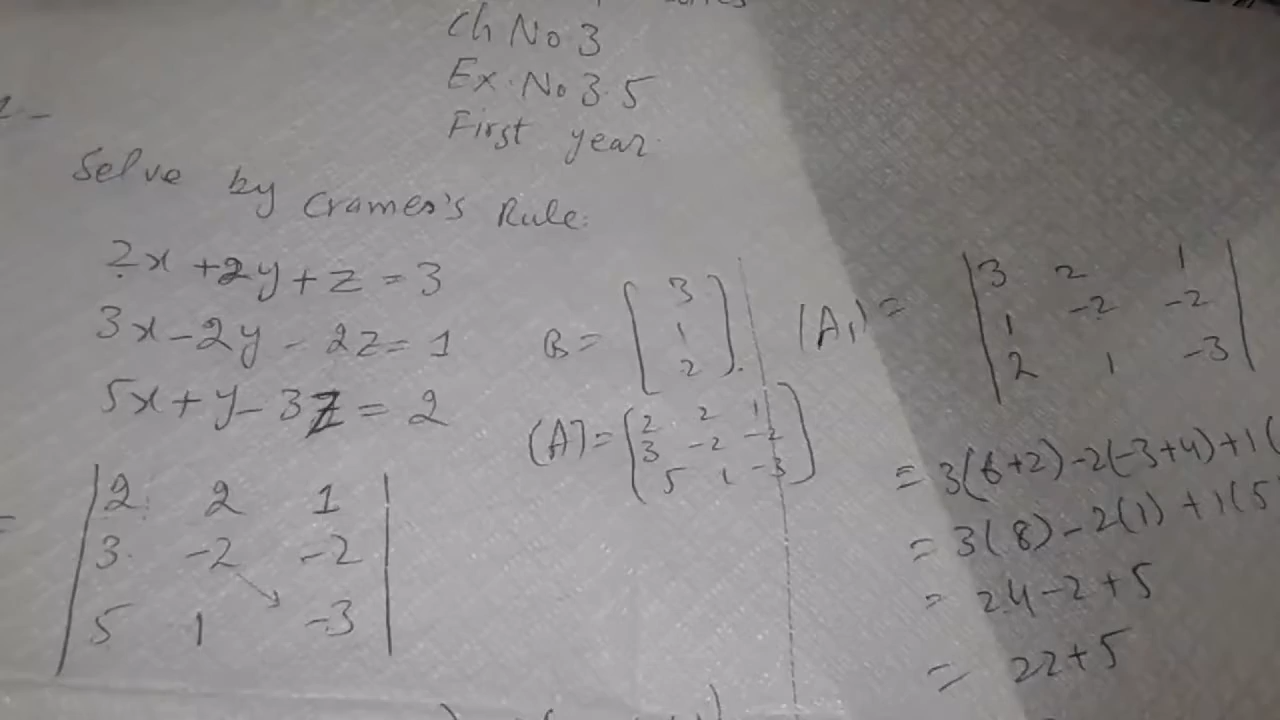 Ch No 3
Ex. No 3.5
First year.
Solve by Cramer's Rule:
2x + 2y + z = 3
3x - 2y - 2z = 1
5x + y - 3z = 2
= |2 2 1|
|3 -2 -2|
|5 1 -3|
B = [3
1
2]
(A) = [2 2 1
3 -2 -2
5 1 -3]
(A1) = |3 2 1|
|1 -2 -2|
|2 1 -3|
= 3(6+2) -2(-3+4) +1(
= 3(8) - 2(1) + 1(5
= 24 - 2 + 5
= 22 + 5